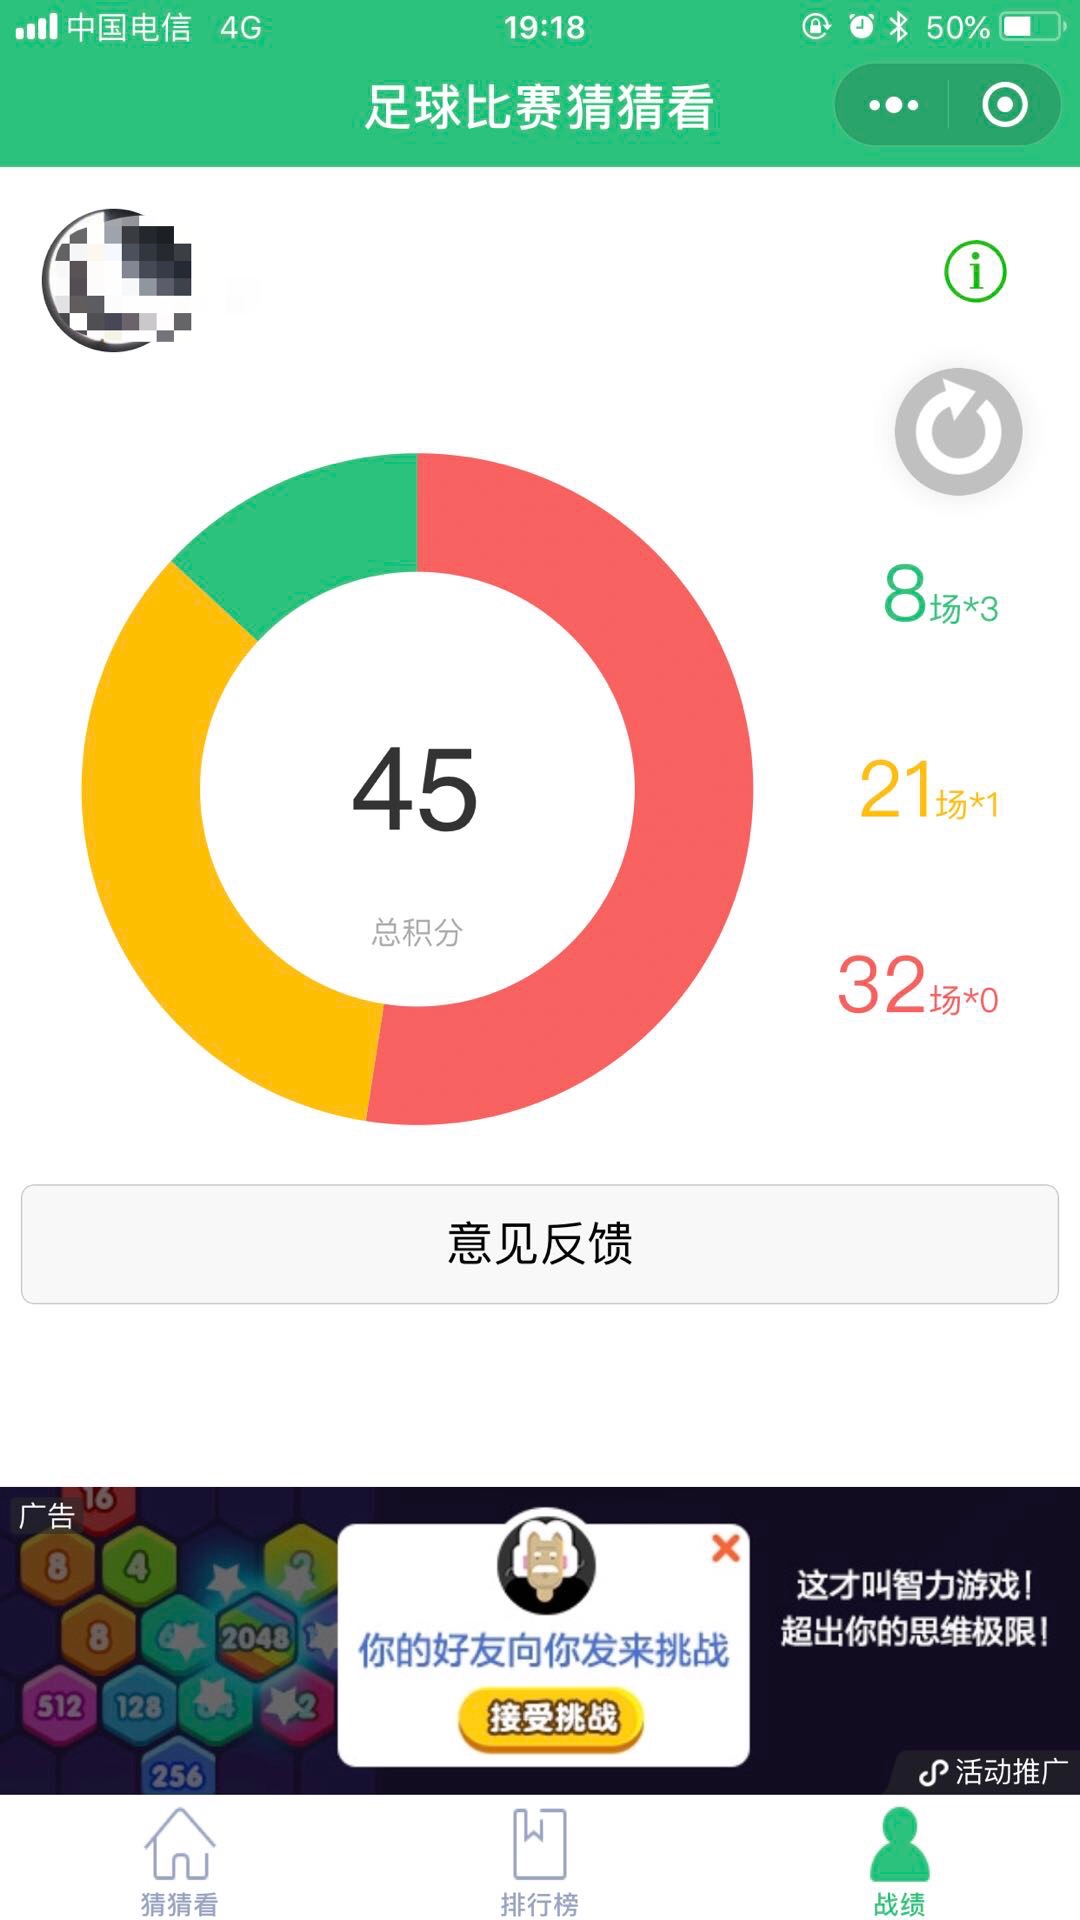 中国电信 4G 19:18 50%
足球比赛猜猜看
8场*3
21场*1
45
总积分
32场*0
意见反馈
广告
16
8 4
8 2048
512 128
256
你的好友向你发来挑战
接受挑战
这才叫智力游戏!
超出你的思维极限!
活动推广
猜猜看 排行榜 战绩